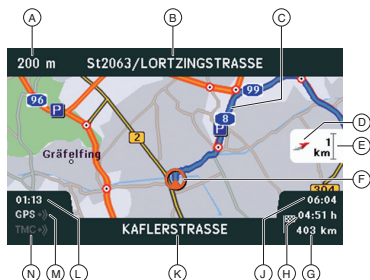 A B C
200 m St2063/LORTZINGSTRASSE
99
96
P
8
P
D
1 km
E
2
Gräfelfing
F
304
01:13
GPS
TMC
KAFLERSTRASSE
06:04
04:51 h
403 km
N M L K J H G